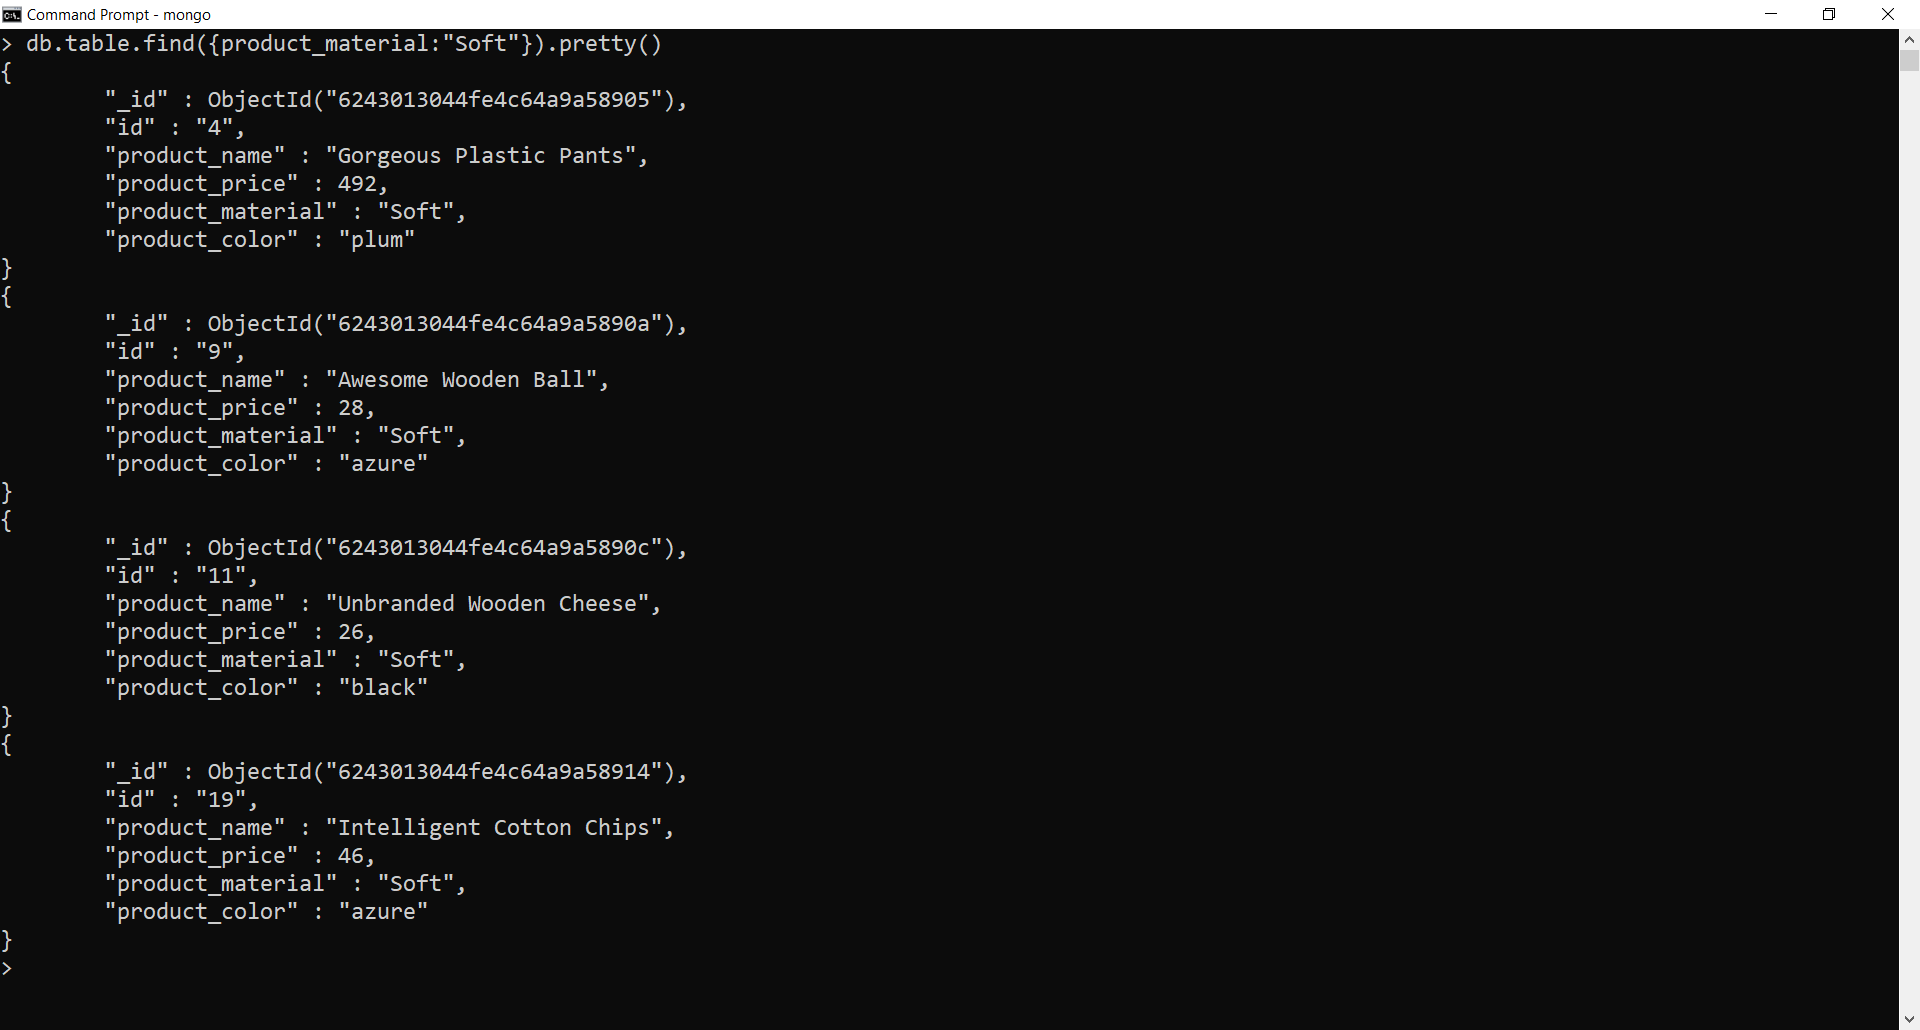 Command Prompt - mongo
> db.table.find({product_material:"Soft"}).pretty()
{
        "_id" : ObjectId("6243013044fe4c64a9a58905"),
        "id" : "4",
        "product_name" : "Gorgeous Plastic Pants",
        "product_price" : 492,
        "product_material" : "Soft",
        "product_color" : "plum"
}
{
        "_id" : ObjectId("6243013044fe4c64a9a5890a"),
        "id" : "9",
        "product_name" : "Awesome Wooden Ball",
        "product_price" : 28,
        "product_material" : "Soft",
        "product_color" : "azure"
}
{
        "_id" : ObjectId("6243013044fe4c64a9a5890c"),
        "id" : "11",
        "product_name" : "Unbranded Wooden Cheese",
        "product_price" : 26,
        "product_material" : "Soft",
        "product_color" : "black"
}
{
        "_id" : ObjectId("6243013044fe4c64a9a58914"),
        "id" : "19",
        "product_name" : "Intelligent Cotton Chips",
        "product_price" : 46,
        "product_material" : "Soft",
        "product_color" : "azure"
}
>